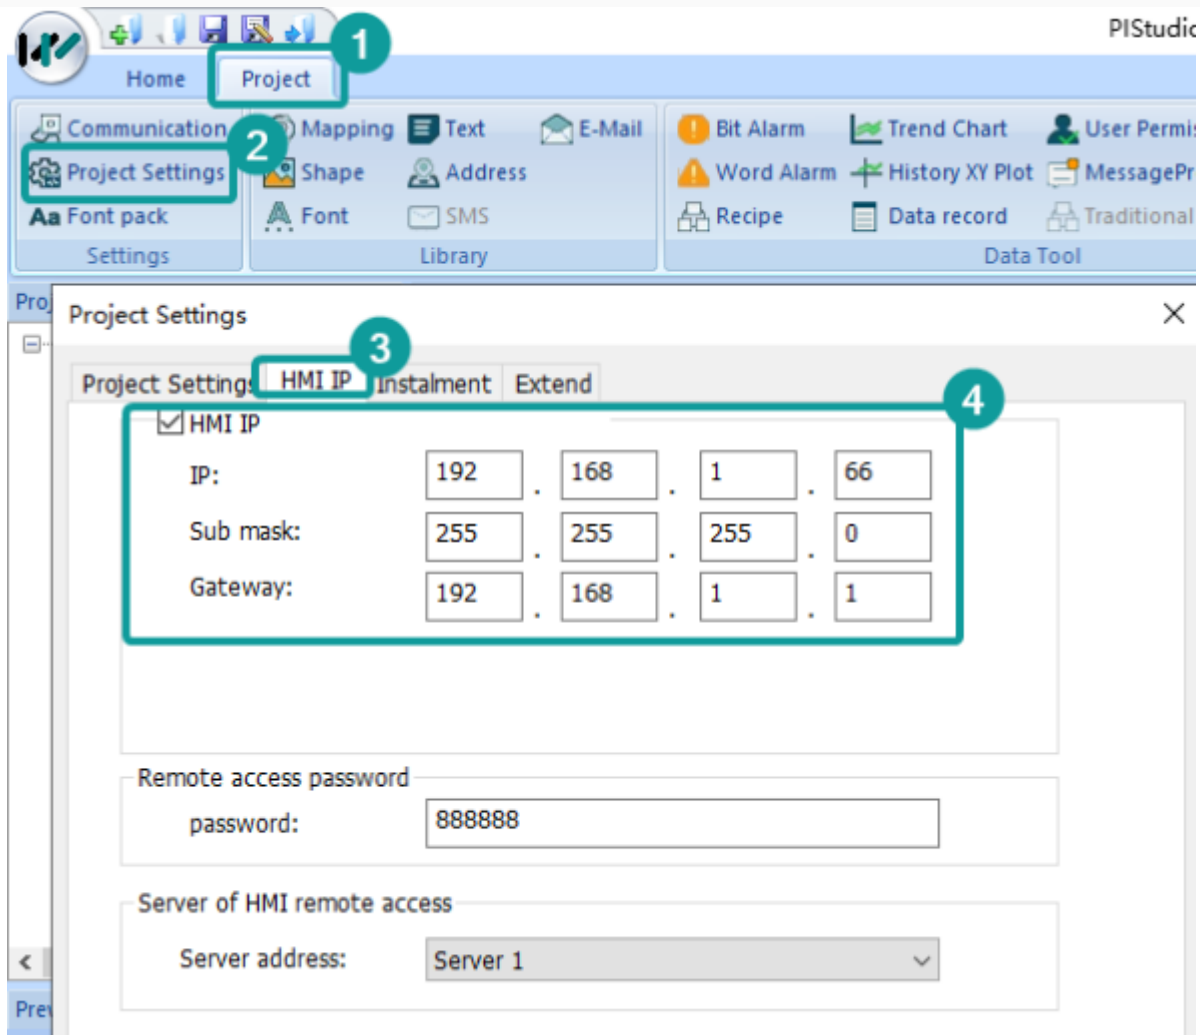 PIStudio
1
Home Project
2
Communication Mapping Text E-Mail Bit Alarm Trend Chart User Permis
Project Settings Shape Address Word Alarm History XY Plot MessagePr
Aa Font pack Font SMS Recipe Data record Traditional
Settings Library Data Tool
Proj
Project Settings
3
Project Settings HMI IP Instalment Extend
4
HMI IP
IP: 192 . 168 . 1 . 66
Sub mask: 255 . 255 . 255 . 0
Gateway: 192 . 168 . 1 . 1
Remote access password
password: 888888
Server of HMI remote access
Server address: Server 1
Prev